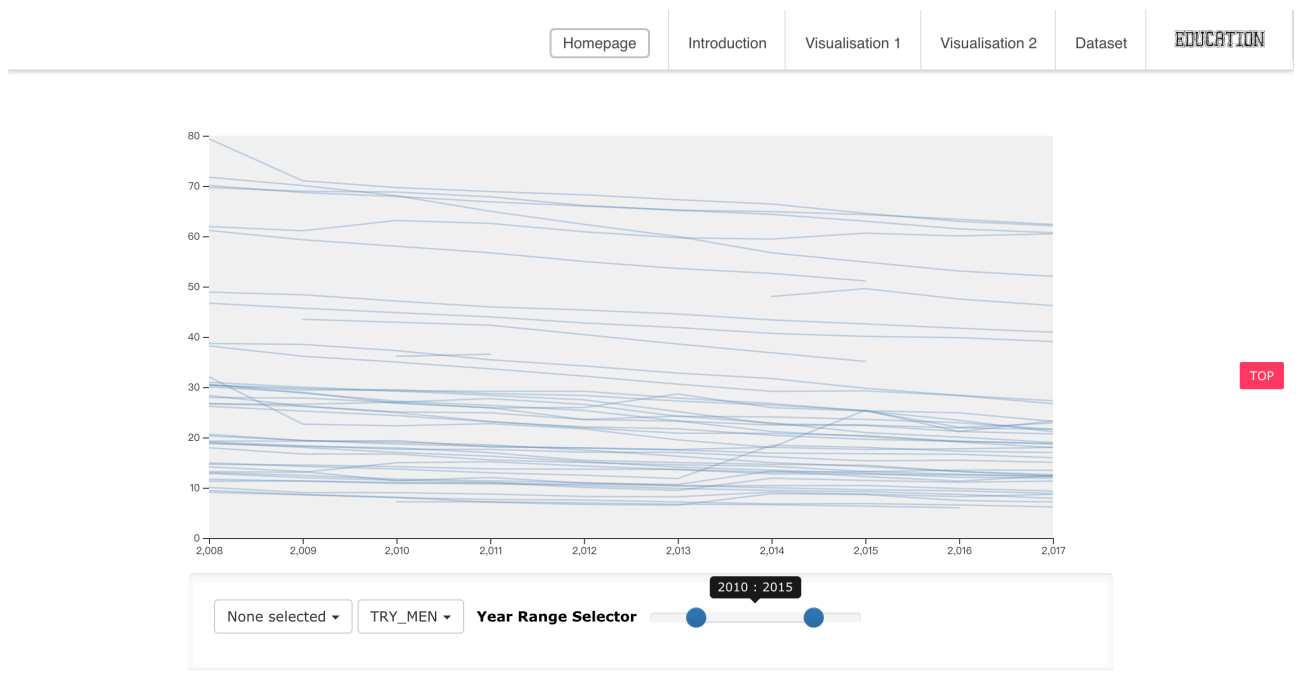 Homepage Introduction Visualisation 1 Visualisation 2 Dataset EDUCATION
80
70
60
50
40
30
20
10
0
2,008 2,009 2,010 2,011 2,012 2,013 2,014 2,015 2,016 2,017
TOP
2010 : 2015
None selected TRY_MEN Year Range Selector